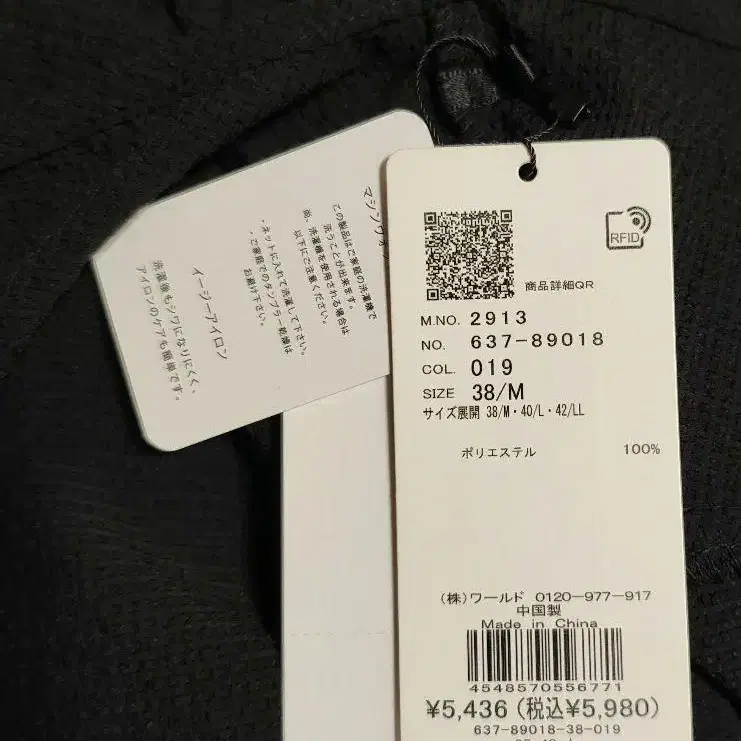 マシンウォ
この製品はご家庭の洗濯機で
洗うことが出来ます。
尚、洗濯機を使用される場合は
以下にご注意ください。
・ネットに入れて洗濯して下さい。
・ご家庭でのタンブラー乾燥は
お避け下さい。
イージーアイロン
洗濯後もシワになりにくく、
アイロンのケアも簡単です。
RFID
商品詳細QR
M.NO. 2913
NO. 637-89018
COL. 019
SIZE 38/M
サイズ展開 38/M・40/L・42/LL
ポリエステル 100%
(株)ワールド 0120-977-917
中国製
Made in China
4548570556771
¥5,436 (税込¥5,980)
637-89018-38-019